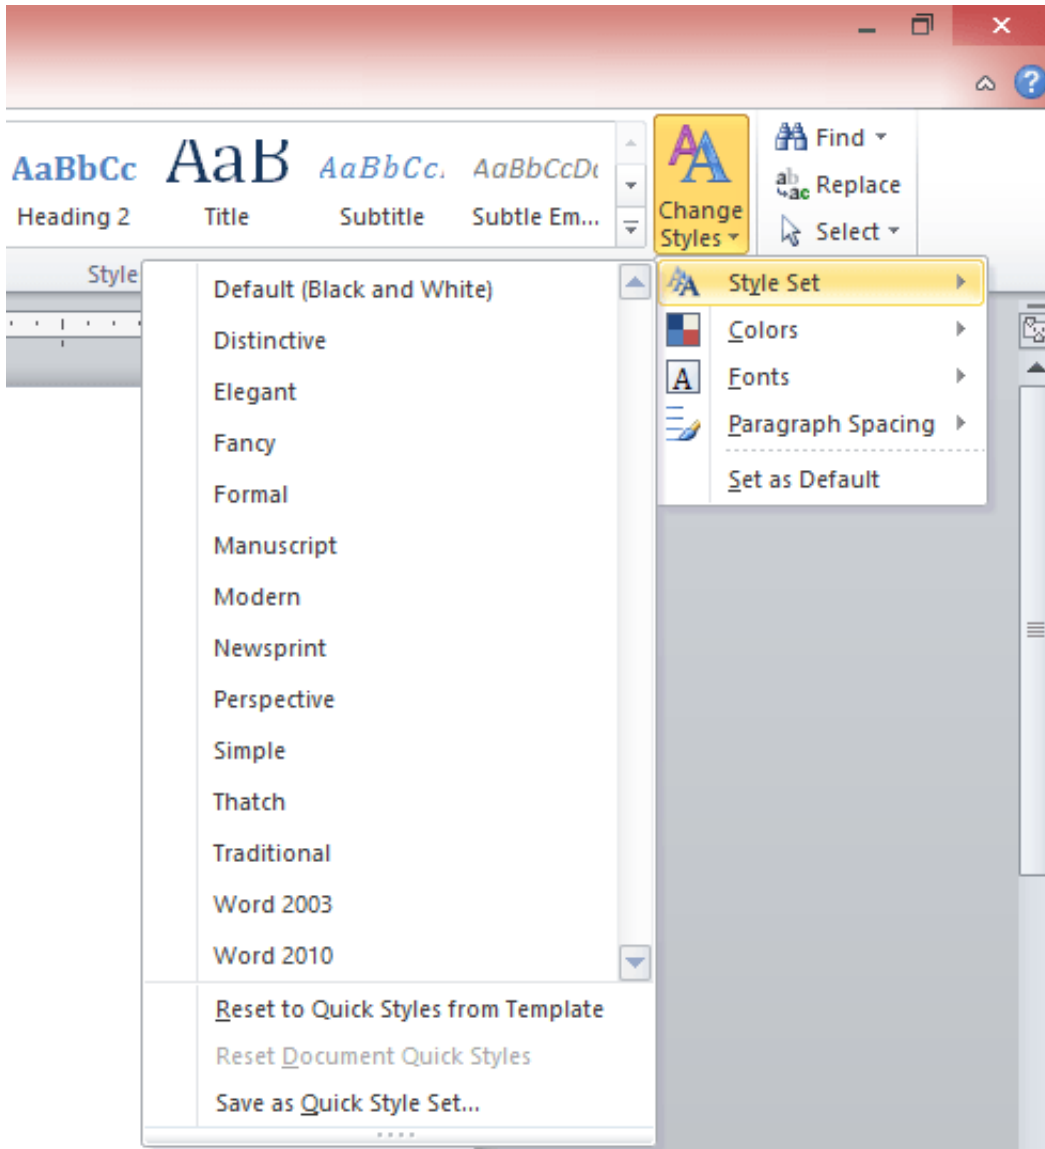 AaBbCc AaB AaBbCc. AaBbCcDc
Heading 2 Title Subtitle Subtle Em...
Change
Styles
Find
Replace
Select
Style
Style Set
Colors
Fonts
Paragraph Spacing
Set as Default
Default (Black and White)
Distinctive
Elegant
Fancy
Formal
Manuscript
Modern
Newsprint
Perspective
Simple
Thatch
Traditional
Word 2003
Word 2010
Reset to Quick Styles from Template
Reset Document Quick Styles
Save as Quick Style Set...